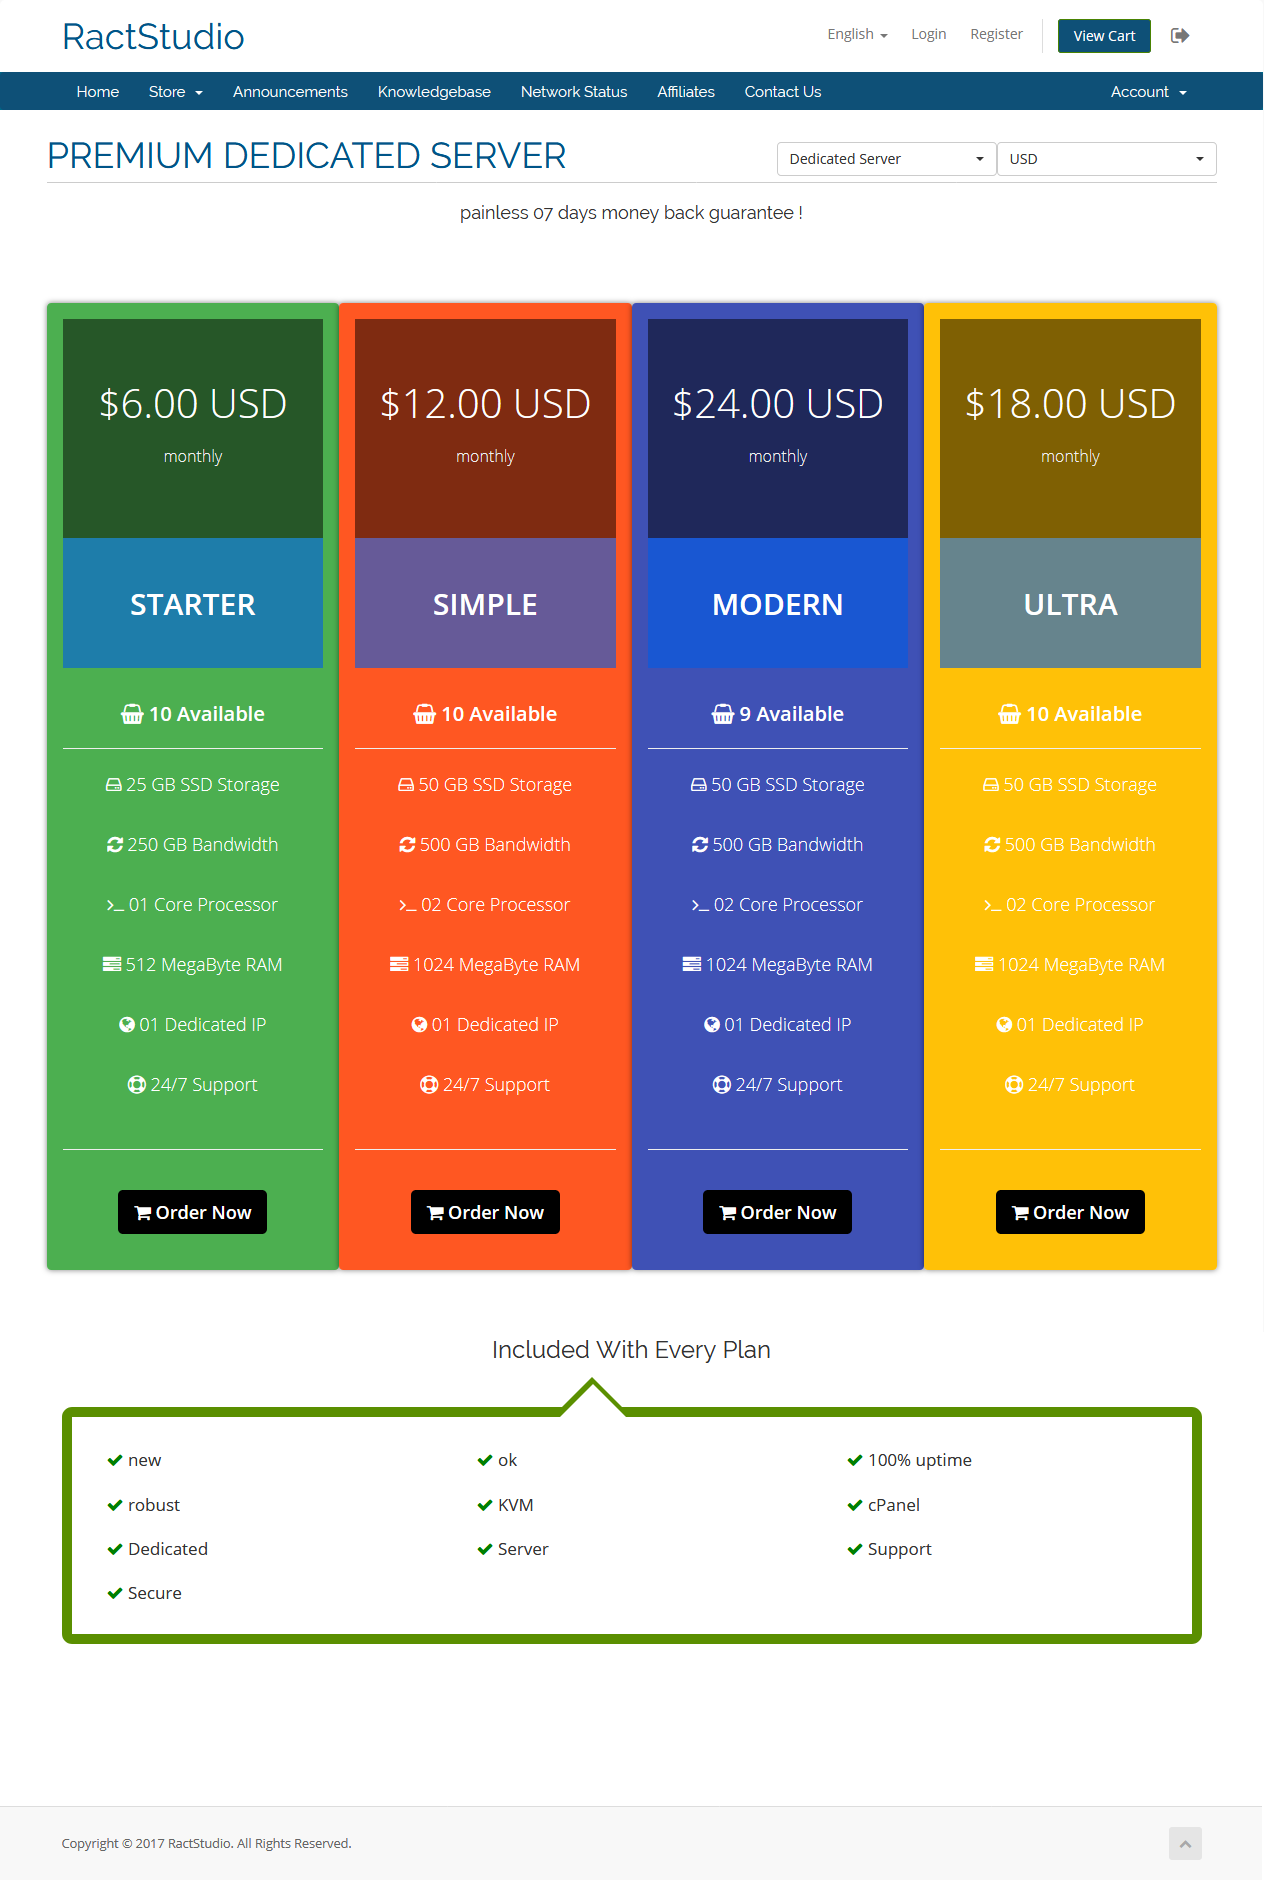 RactStudio
English
Login
Register
View Cart
Home
Store
Announcements
Knowledgebase
Network Status
Affiliates
Contact Us
Account
PREMIUM DEDICATED SERVER
Dedicated Server
USD
painless 07 days money back guarantee !
$6.00 USD
monthly
STARTER
10 Available
25 GB SSD Storage
250 GB Bandwidth
01 Core Processor
512 MegaByte RAM
01 Dedicated IP
24/7 Support
Order Now
$12.00 USD
monthly
SIMPLE
10 Available
50 GB SSD Storage
500 GB Bandwidth
02 Core Processor
1024 MegaByte RAM
01 Dedicated IP
24/7 Support
Order Now
$24.00 USD
monthly
MODERN
9 Available
50 GB SSD Storage
500 GB Bandwidth
02 Core Processor
1024 MegaByte RAM
01 Dedicated IP
24/7 Support
Order Now
$18.00 USD
monthly
ULTRA
10 Available
50 GB SSD Storage
500 GB Bandwidth
02 Core Processor
1024 MegaByte RAM
01 Dedicated IP
24/7 Support
Order Now
Included With Every Plan
new
ok
100% uptime
robust
KVM
cPanel
Dedicated
Server
Support
Secure
Copyright © 2017 RactStudio. All Rights Reserved.